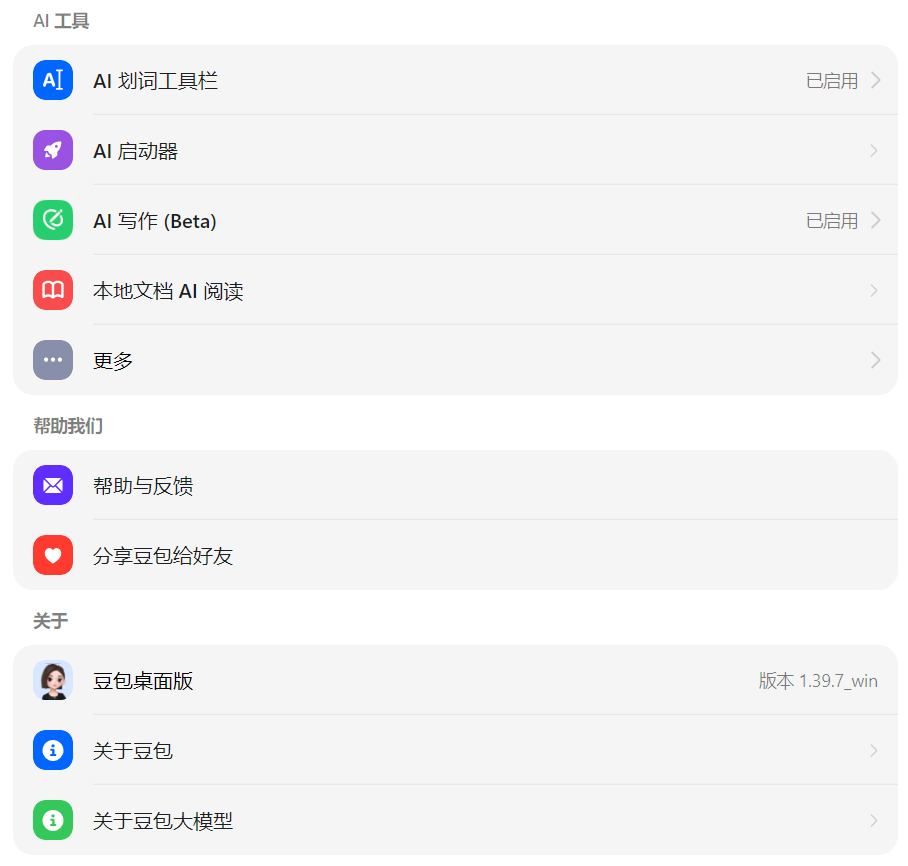 AI 工具
AI 划词工具栏 已启用
AI 启动器
AI 写作 (Beta) 已启用
本地文档 AI 阅读
更多
帮助我们
帮助与反馈
分享豆包给好友
关于
豆包桌面版 版本 1.39.7_win
关于豆包
关于豆包大模型